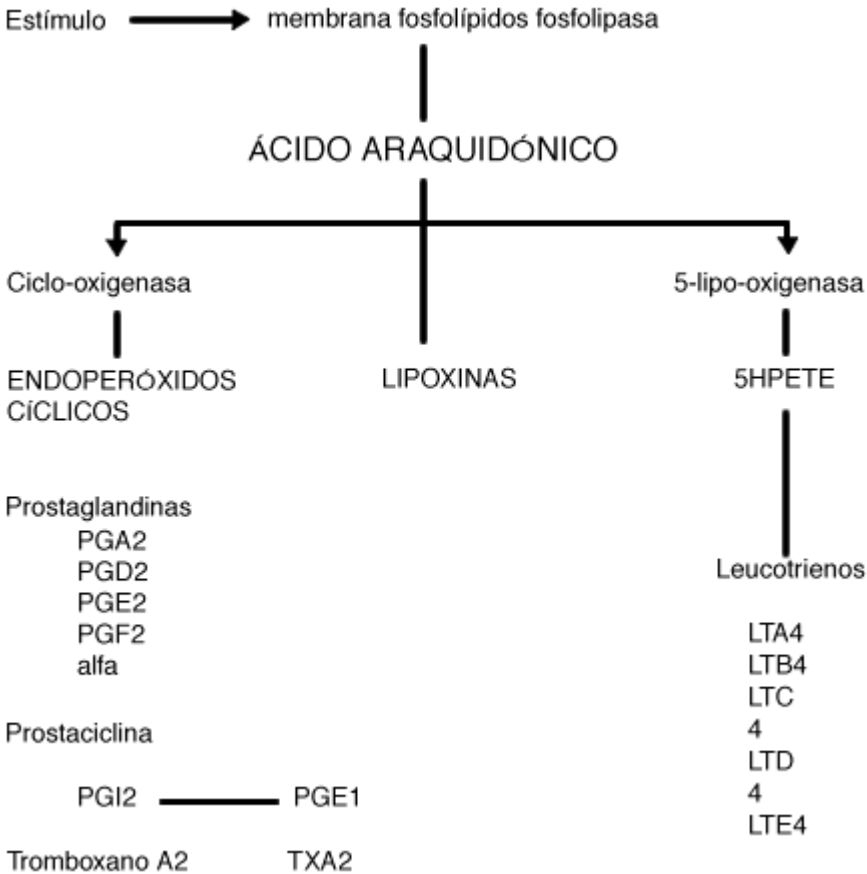 Estímulo membrana fosfolípidos fosfolipasa
ÁCIDO ARAQUIDÓNICO
Ciclo-oxigenasa 5-lipo-oxigenasa
ENDOPERÓXIDOS LIPOXINAS 5HPETE
CíCLICOS
Prostaglandinas
PGA2
PGD2
PGE2
PGF2
alfa
Leucotrienos
LTA4
LTB4
LTC
4
LTD
4
LTE4
Prostaciclina
PGI2 PGE1
Tromboxano A2 TXA2